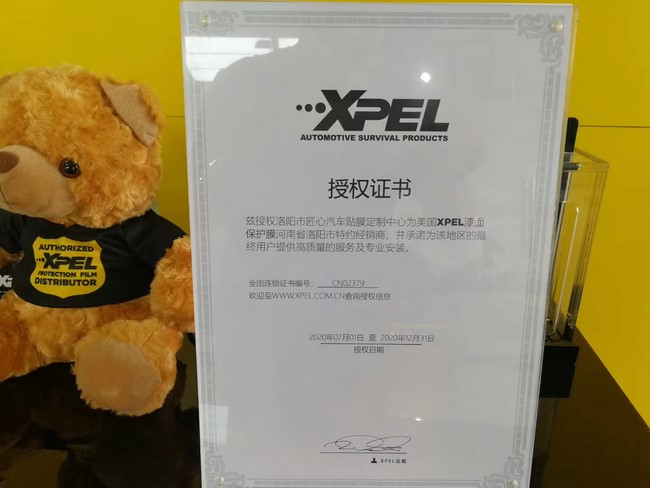 XPEL
AUTOMOTIVE SURVIVAL PRODUCTS
授权证书
兹授权洛阳市匠心汽车贴膜定制中心为美国XPEL漆面
保护膜河南省洛阳市特约经销商，并承诺为该地区的最
终用户提供高质量的服务及专业安装。
全国连锁证书编号： CN02379
欢迎至WWW.XPEL.COM.CN查询授权信息
2020年07月01日 至 2020年12月31日
授权日期
XPEL总裁
AUTHORIZED
XPEL
PROTECTION FILM
DISTRIBUTOR